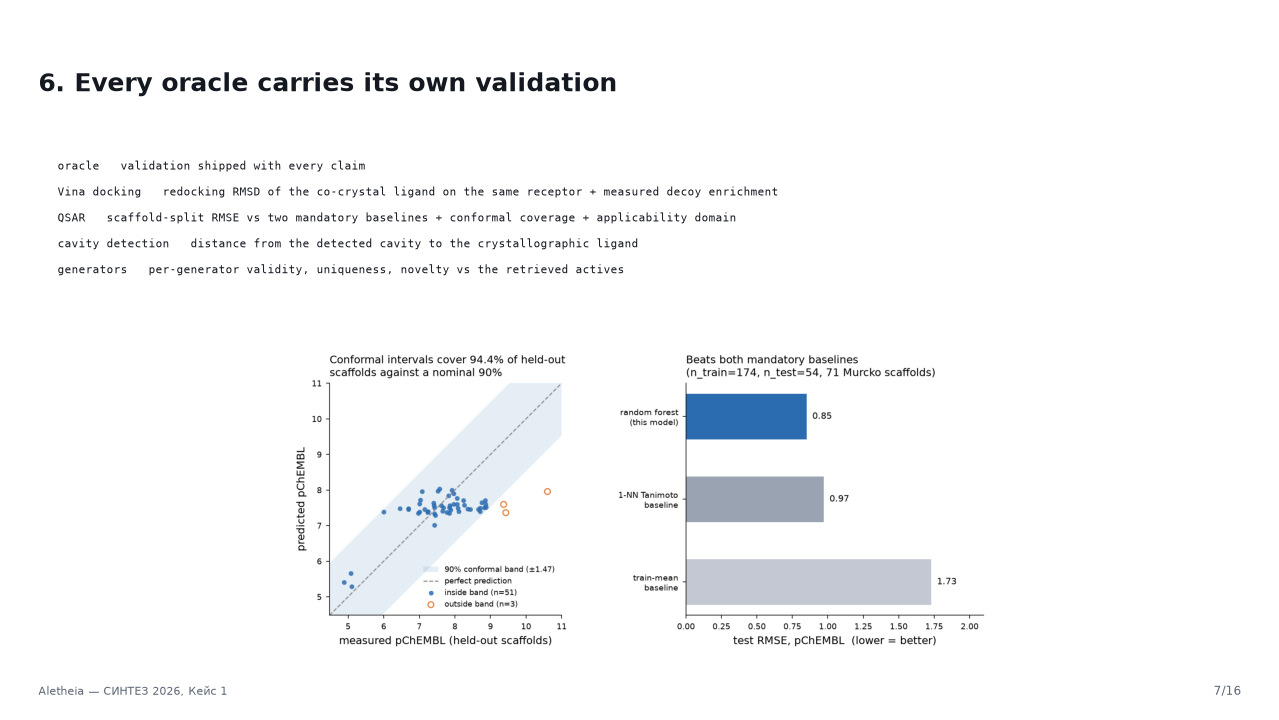 6. Every oracle carries its own validation
oracle   validation shipped with every claim
Vina docking   redocking RMSD of the co-crystal ligand on the same receptor + measured decoy enrichment
QSAR   scaffold-split RMSE vs two mandatory baselines + conformal coverage + applicability domain
cavity detection   distance from the detected cavity to the crystallographic ligand
generators   per-generator validity, uniqueness, novelty vs the retrieved actives
Conformal intervals cover 94.4% of held-out
scaffolds against a nominal 90%
11
10
9
8
7
6
5
predicted pChEMBL
90% conformal band (±1.47)
perfect prediction
inside band (n=51)
outside band (n=3)
5 6 7 8 9 10 11
measured pChEMBL (held-out scaffolds)
Beats both mandatory baselines
(n_train=174, n_test=54, 71 Murcko scaffolds)
random forest
(this model)
0.85
1-NN Tanimoto
baseline
0.97
train-mean
baseline
1.73
0.00 0.25 0.50 0.75 1.00 1.25 1.50 1.75 2.00
test RMSE, pChEMBL  (lower = better)
Aletheia — СИНТЕЗ 2026, Кейс 1
7/16